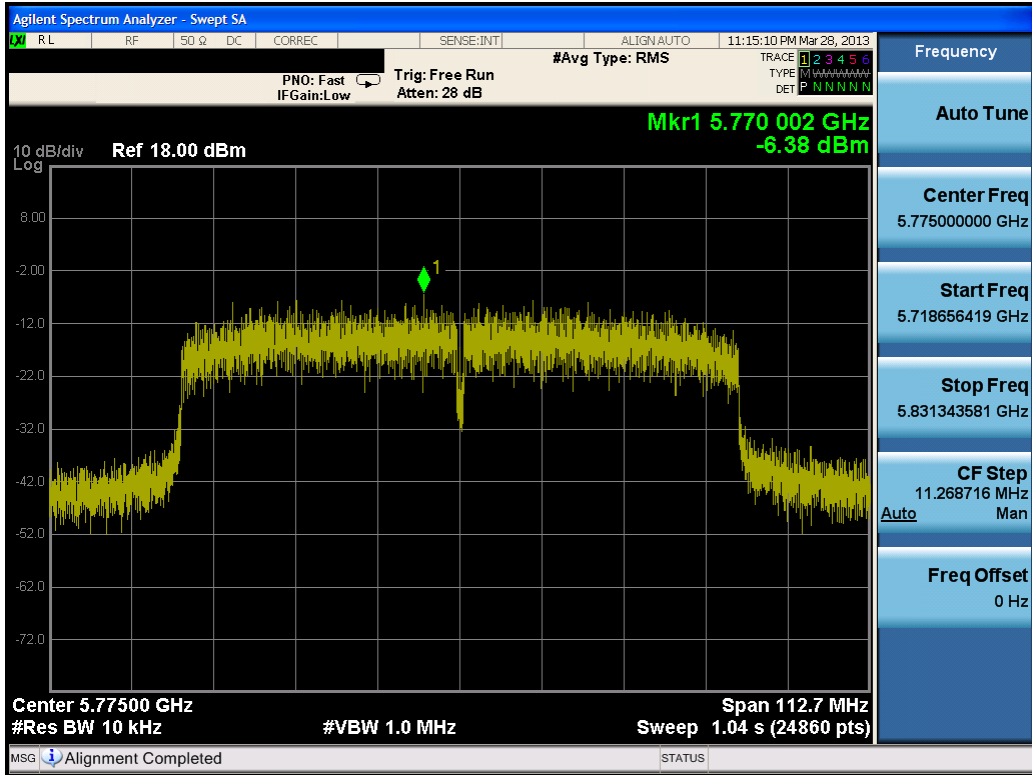 Agilent Spectrum Analyzer - Swept SA
LXI RL RF 50 Ω DC CORREC SENSE:INT ALIGN AUTO 11:15:10 PM Mar 28, 2013
PNO: Fast
IFGain:Low
Trig: Free Run
Atten: 28 dB
#Avg Type: RMS
TRACE 1 2 3 4 5 6
TYPE M
DET P N N N N N
Mkr1 5.770 002 GHz
-6.38 dBm
10 dB/div Ref 18.00 dBm
Log
1
8.00
-2.00
-12.0
-22.0
-32.0
-42.0
-52.0
-62.0
-72.0
Center 5.77500 GHz Span 112.7 MHz
#Res BW 10 kHz #VBW 1.0 MHz Sweep 1.04 s (24860 pts)
MSG Alignment Completed STATUS
Frequency
Auto Tune
Center Freq
5.775000000 GHz
Start Freq
5.718656419 GHz
Stop Freq
5.831343581 GHz
CF Step
11.268716 MHz
Auto Man
Freq Offset
0 Hz